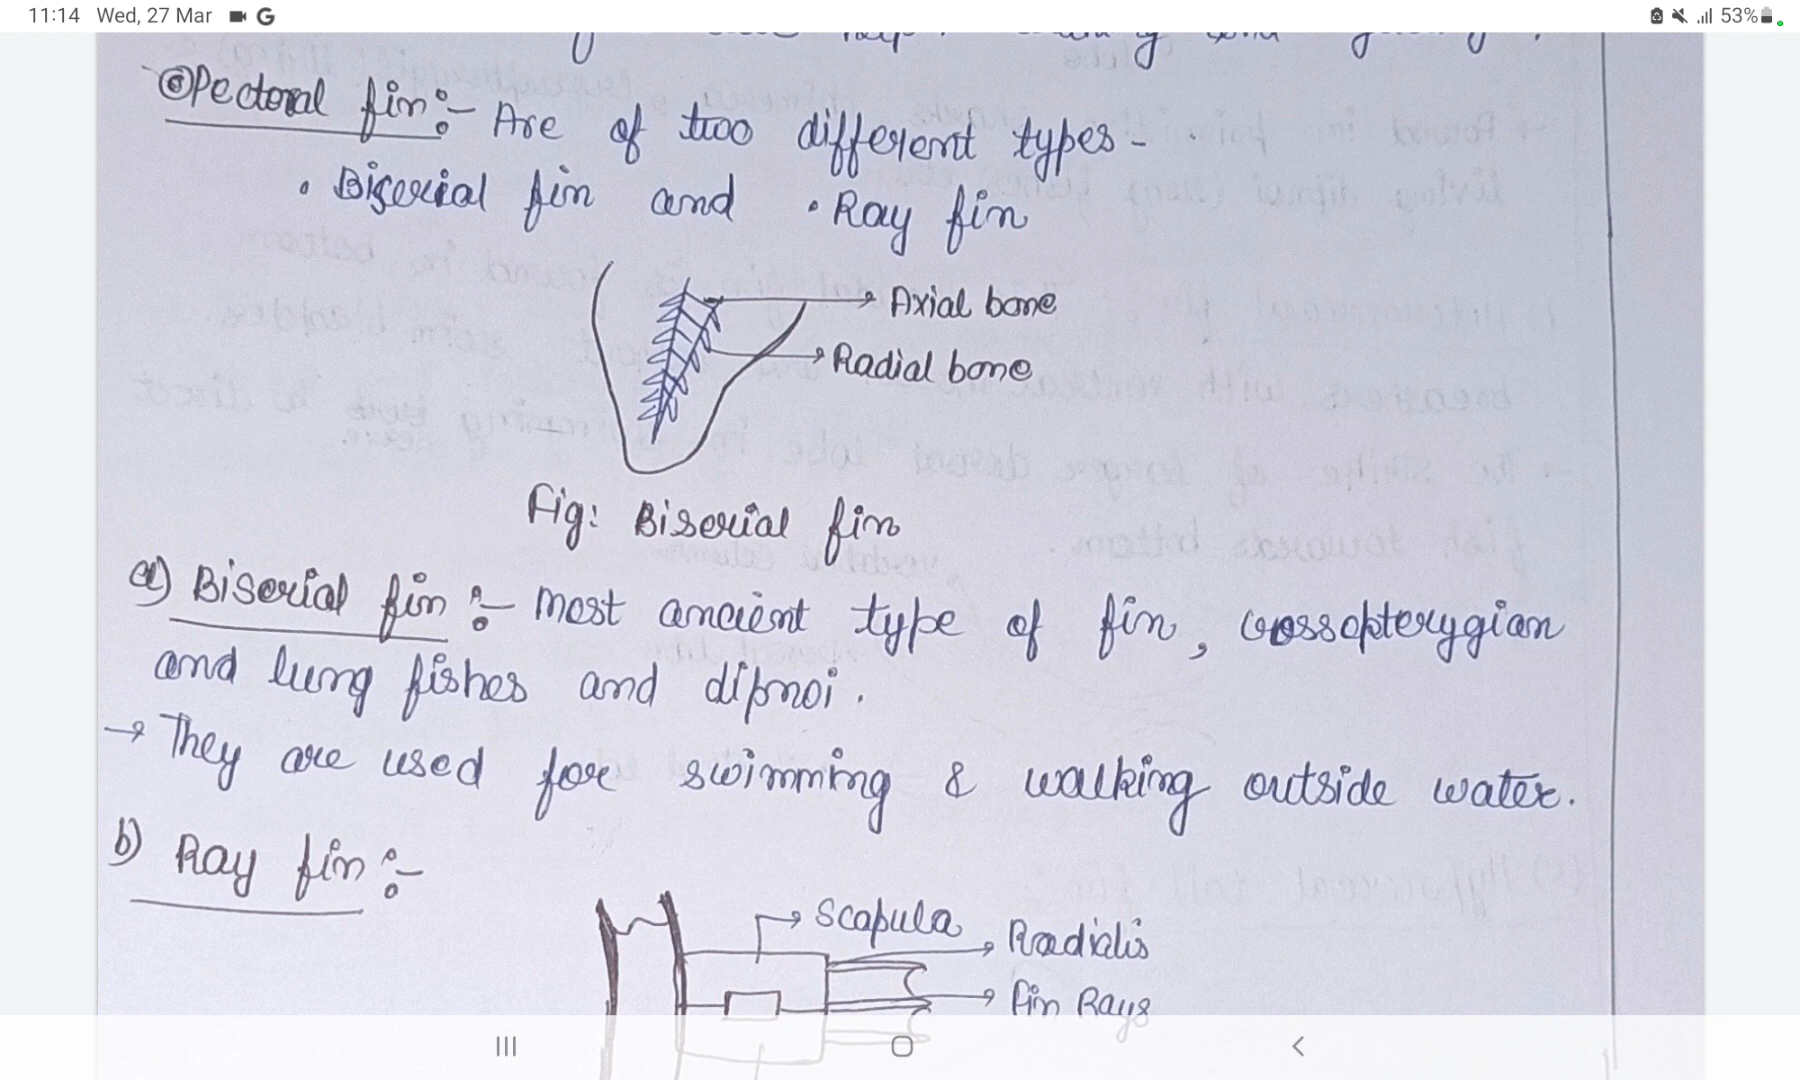 11:14 Wed, 27 Mar G 53%
Pectoral fin:- Are of two different types-
• Biserial fin and • Ray fin
→ Axial bone
→ Radial bone
Fig: Biserial fin
a) Biserial fin:- most ancient type of fin, crossopterygian
and lung fishes and dipnoi.
→ They are used for swimming & walking outside water.
b) Ray fin:-
→ Scapula
→ Radialis
→ fin Rays